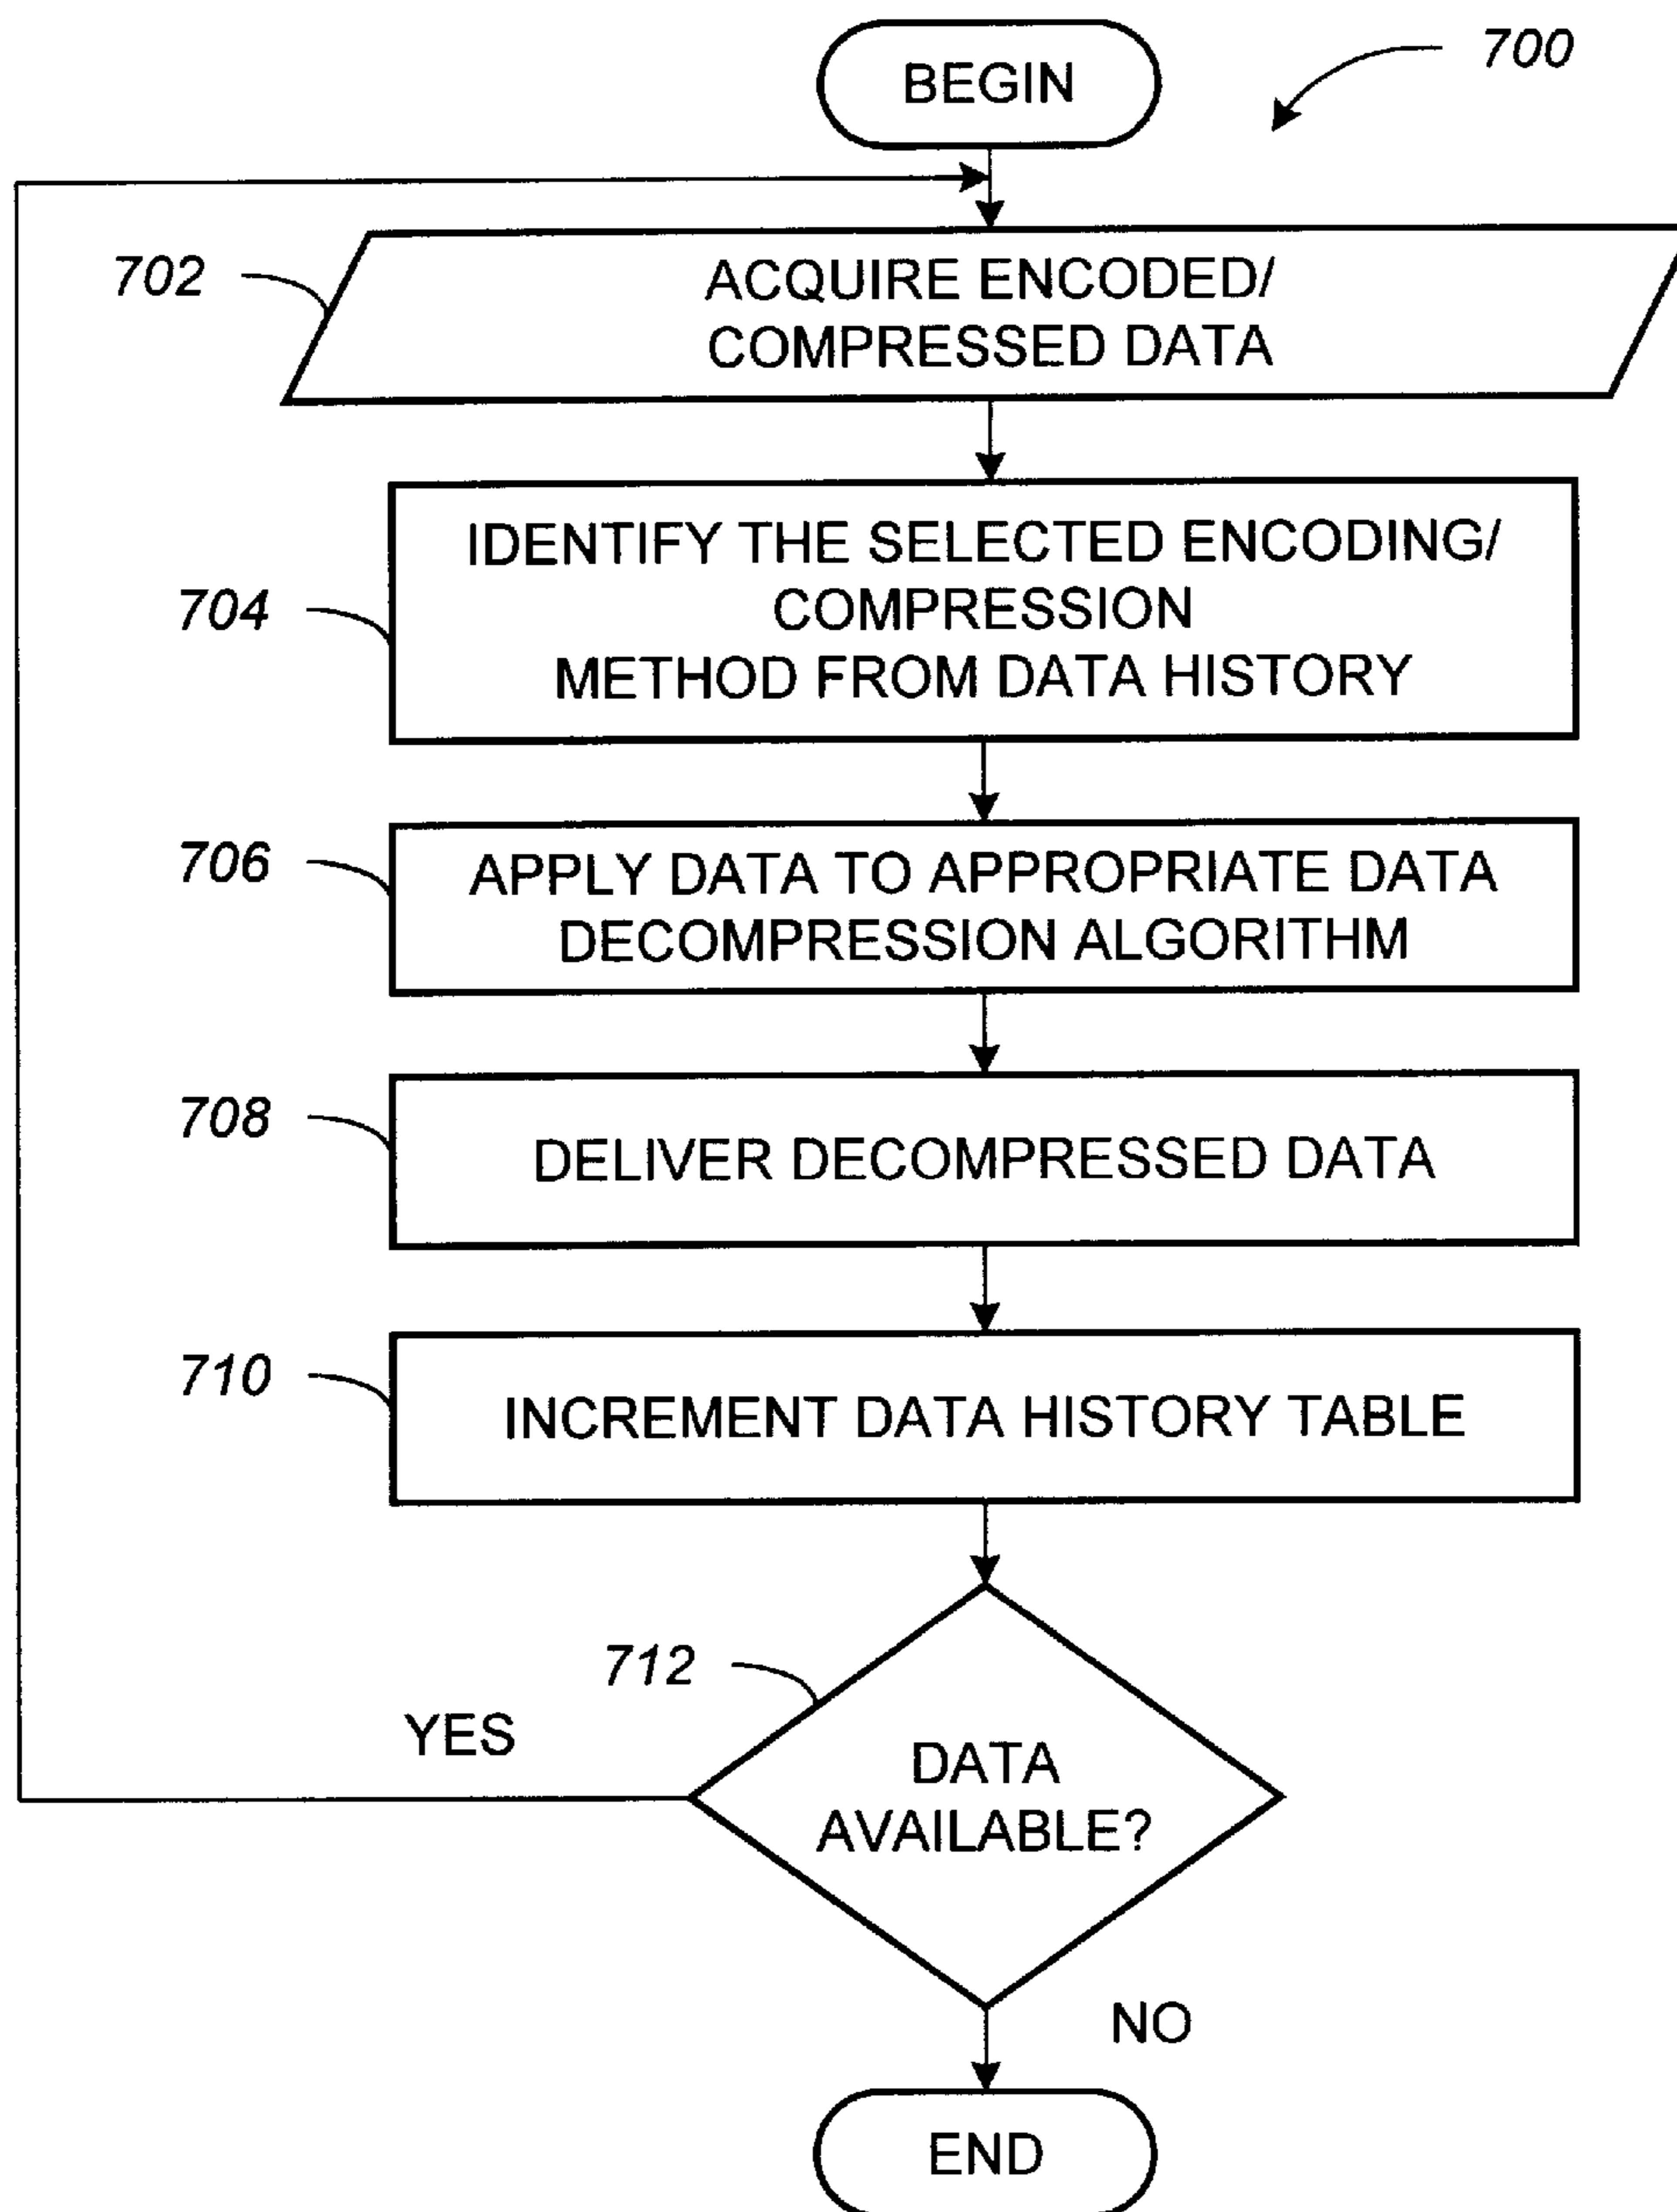 BEGIN
700
702
ACQUIRE ENCODED/
COMPRESSED DATA
704
IDENTIFY THE SELECTED ENCODING/
COMPRESSION
METHOD FROM DATA HISTORY
706
APPLY DATA TO APPROPRIATE DATA
DECOMPRESSION ALGORITHM
708
DELIVER DECOMPRESSED DATA
710
INCREMENT DATA HISTORY TABLE
712
YES
DATA
AVAILABLE?
NO
END